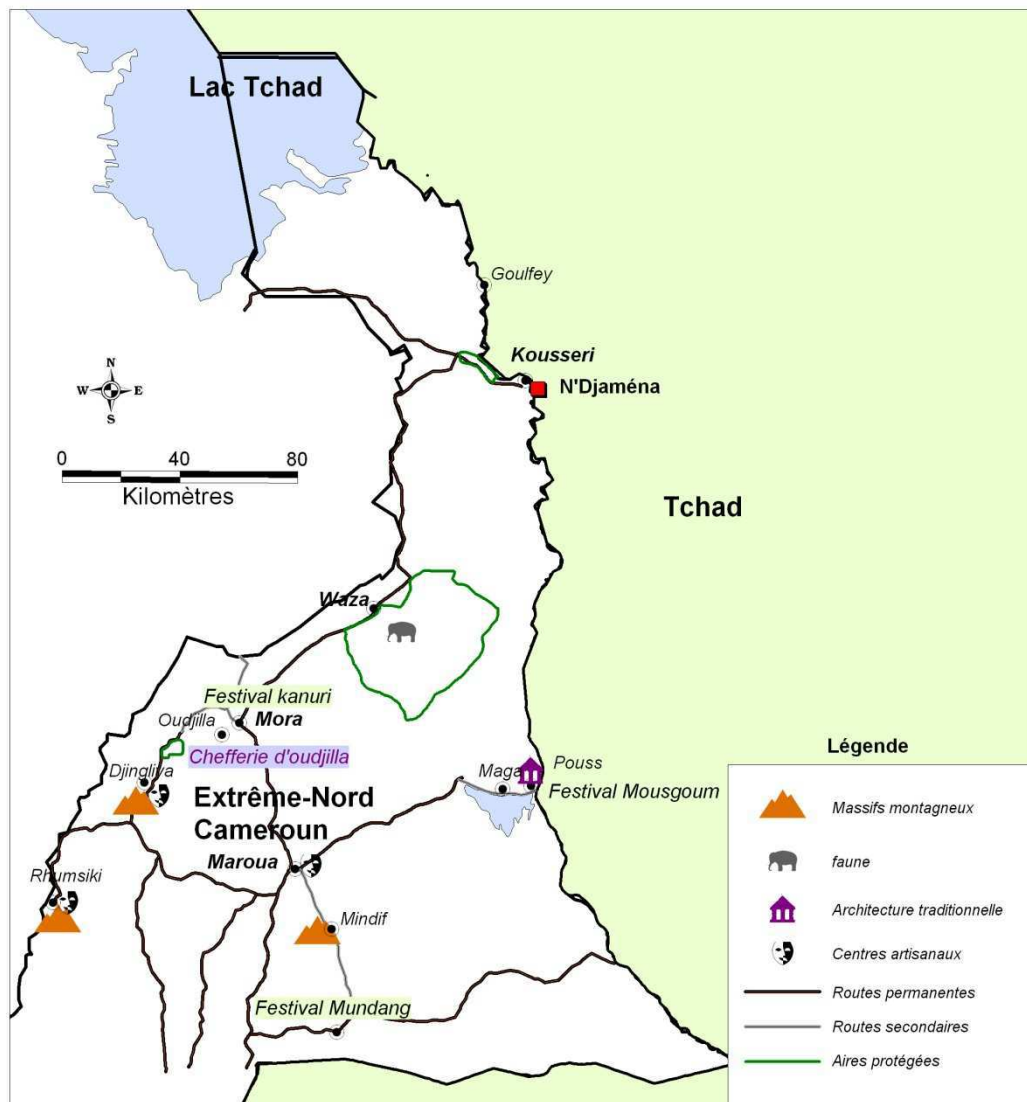 Lac Tchad
Goulfey
Kousseri
N'Djaména
N
W E
S
0 40 80
Kilomètres
Tchad
Waza
Festival kanuri
Oudjilla
Mora
Chefferie d'oudjilla
Djingliya
Extrême-Nord
Cameroun
Maga
Pouss
Festival Mousgoum
Maroua
Rhumsiki
Mindif
Festival Mundang
Légende
Massifs montagneux
faune
Architecture traditionnelle
Centres artisanaux
Routes permanentes
Routes secondaires
Aires protégées